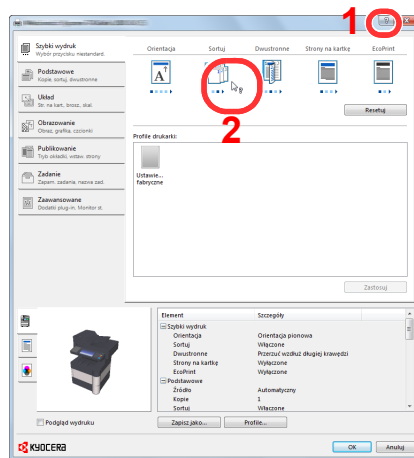 1
?
Szybki wydruk
Wybór przycisku niestandard.
Podstawowe
Kopie, sortuj, dwustronne
Układ
Str. na kart., brosz., skal.
Obrazowanie
Obraz, grafika, czcionki
Publikowanie
Tryb okładki, wstaw. strony
Zadanie
Zapam. zadania, nazwa zad.
Zaawansowane
Dodatki plug-in, Monitor st.
Orientacja
Sortuj
Dwustronne
Strony na kartkę
EcoPrint
A
?
2
Resetuj
Profile drukarki:
Ustawie...
fabryczne
Zastosuj
Element Szczegóły
Szybki wydruk
Orientacja Orientacja pionowa
Sortuj Włączone
Dwustronne Przerzuć wzdłuż długiej krawędzi
Strony na kartkę Wyłączone
EcoPrint Wyłączone
Podstawowe
Źródło Automatyczny
Kopie 1
Sortuj Włączone
Podgląd wydruku
Zapisz jako...
Profile...
KYOCERA
OK
Anuluj